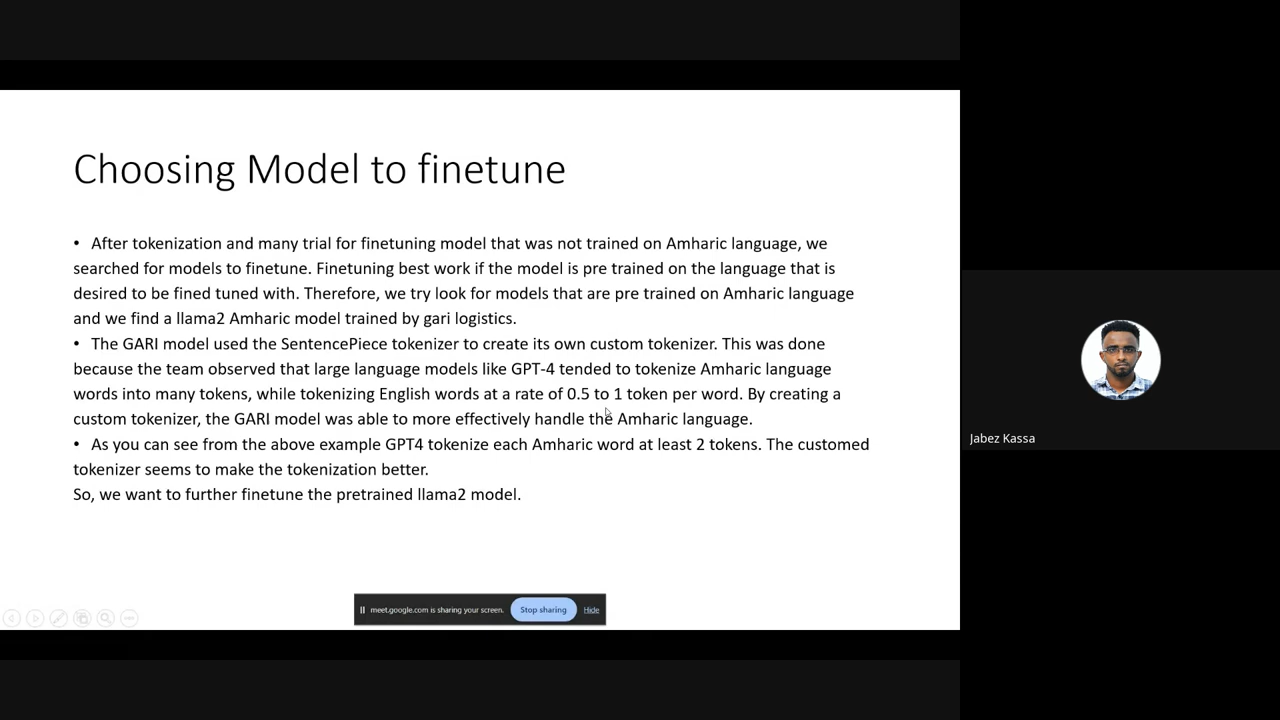 Choosing Model to finetune
• After tokenization and many trial for finetuning model that was not trained on Amharic language, we
searched for models to finetune. Finetuning best work if the model is pre trained on the language that is
desired to be fined tuned with. Therefore, we try look for models that are pre trained on Amharic language
and we find a llama2 Amharic model trained by gari logistics.
• The GARI model used the SentencePiece tokenizer to create its own custom tokenizer. This was done
because the team observed that large language models like GPT-4 tended to tokenize Amharic language
words into many tokens, while tokenizing English words at a rate of 0.5 to 1 token per word. By creating a
custom tokenizer, the GARI model was able to more effectively handle the Amharic language.
• As you can see from the above example GPT4 tokenize each Amharic word at least 2 tokens. The customed
tokenizer seems to make the tokenization better.
So, we want to further finetune the pretrained llama2 model.
meet.google.com is sharing your screen. Stop sharing Hide
Jabez Kassa